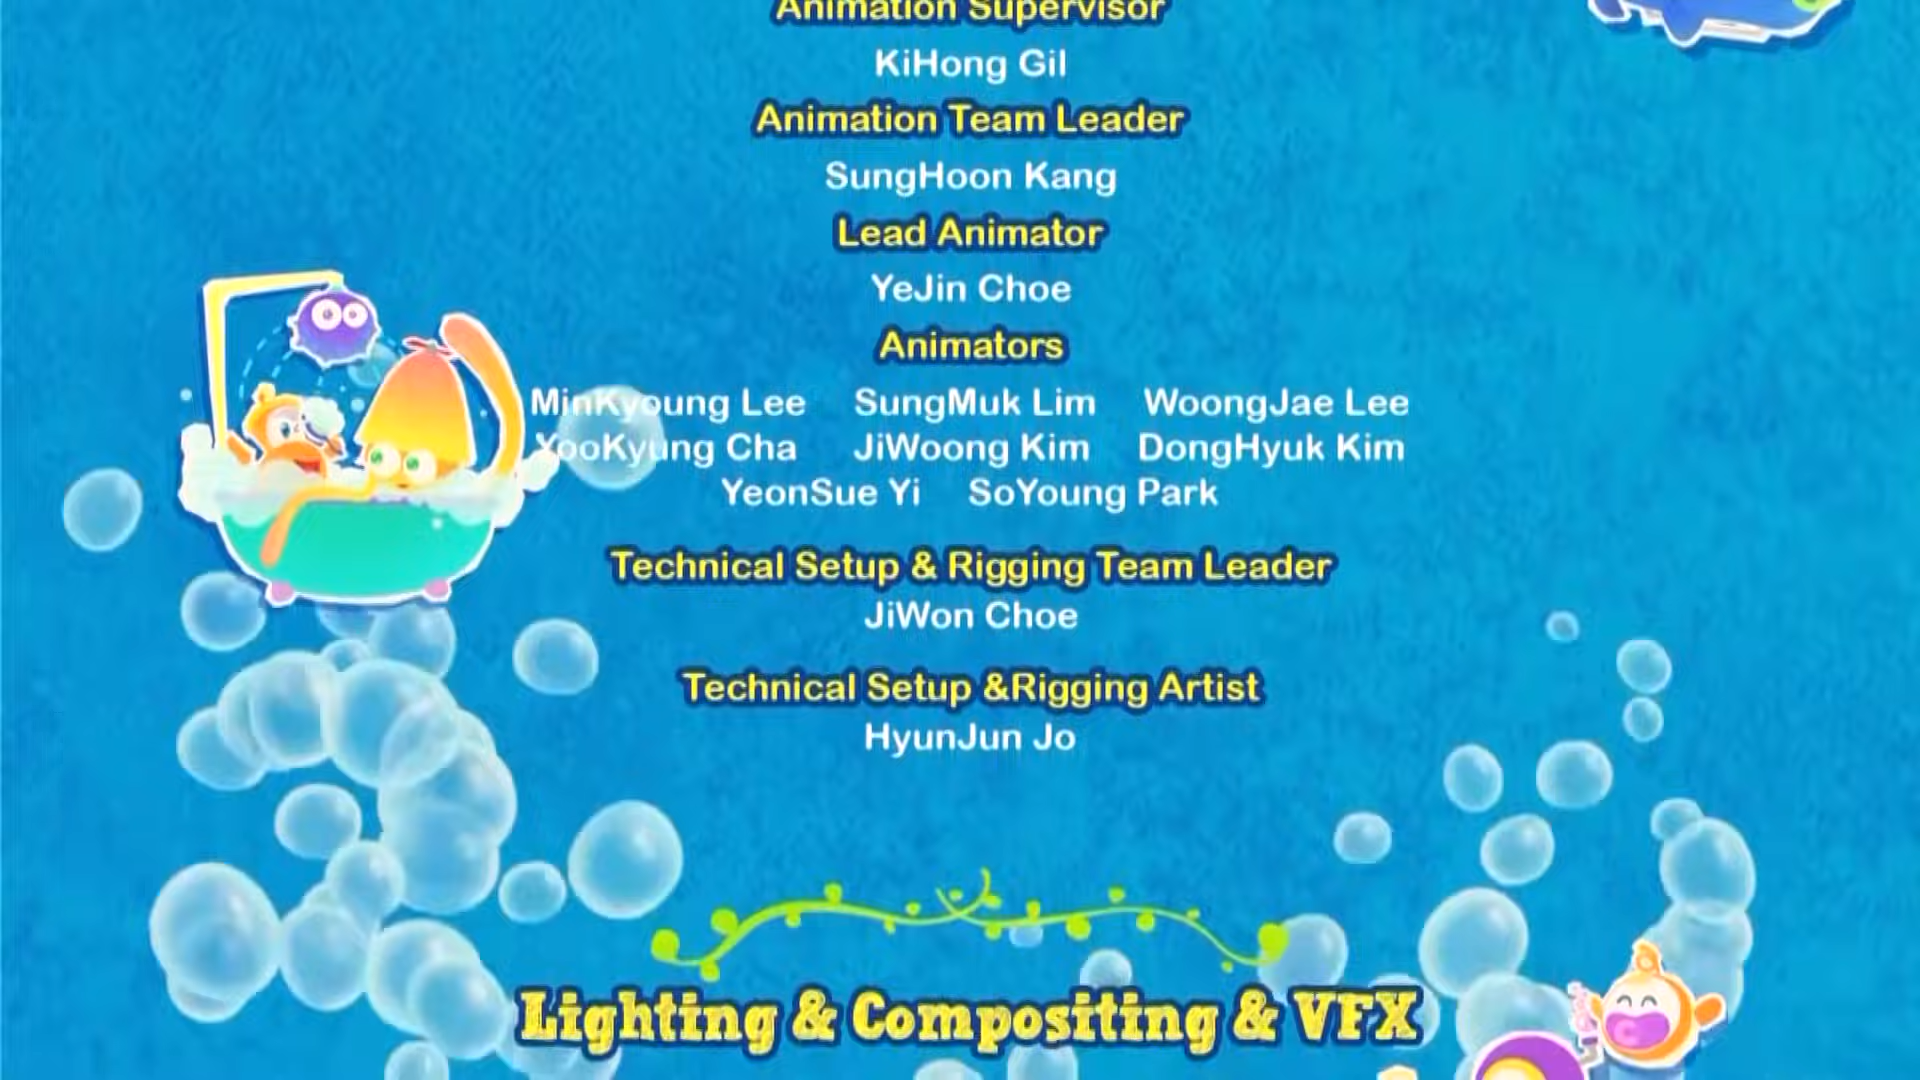 Animation Supervisor
KiHong Gil
Animation Team Leader
SungHoon Kang
Lead Animator
YeJin Choe
Animators
MinKyoung Lee SungMuk Lim WoongJae Lee
YooKyung Cha JiWoong Kim DongHyuk Kim
YeonSue Yi SoYoung Park
Technical Setup & Rigging Team Leader
JiWon Choe
Technical Setup &Rigging Artist
HyunJun Jo
Lighting & Compositing & VFX